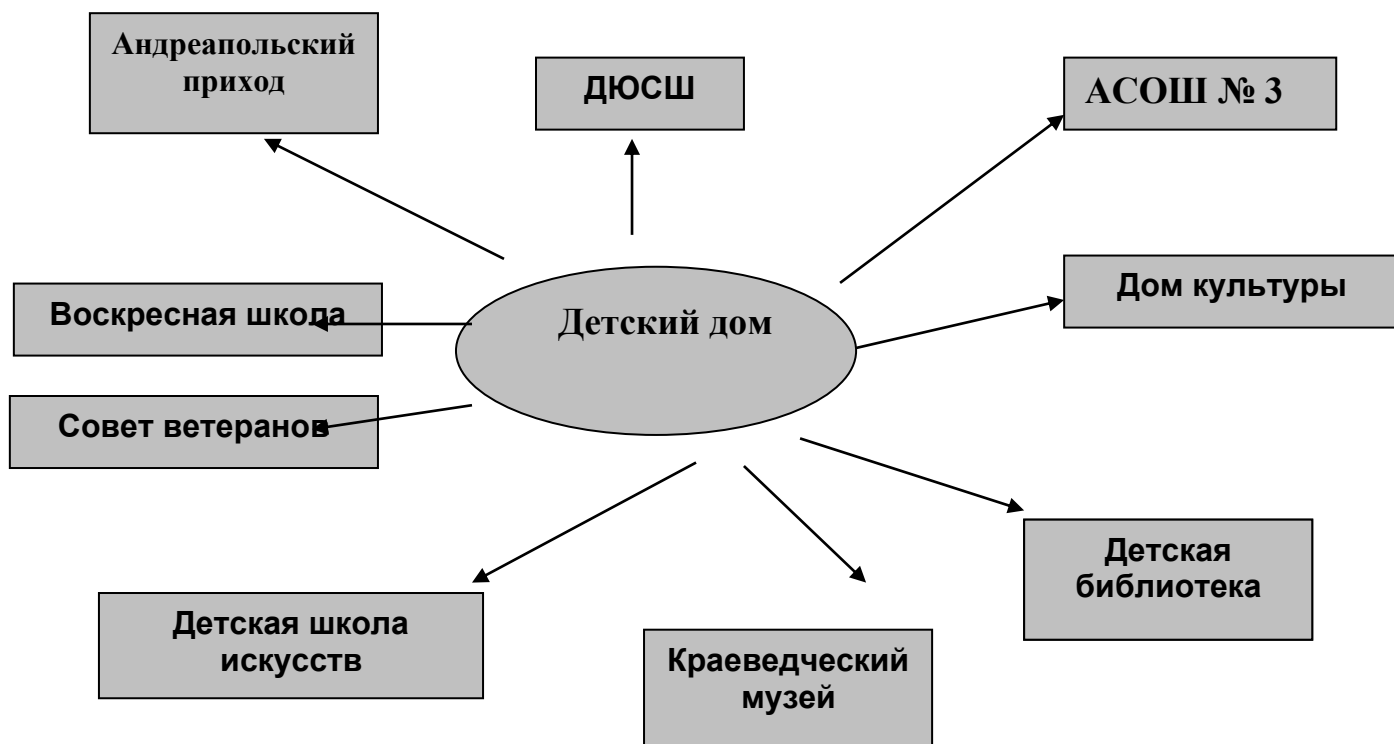 Андреапольский
приход
ДЮСШ
АСОШ № 3
Дом культуры
Воскресная школа
Детский дом
Совет ветеранов
Детская
библиотека
Детская школа
искусств
Краеведческий
музей